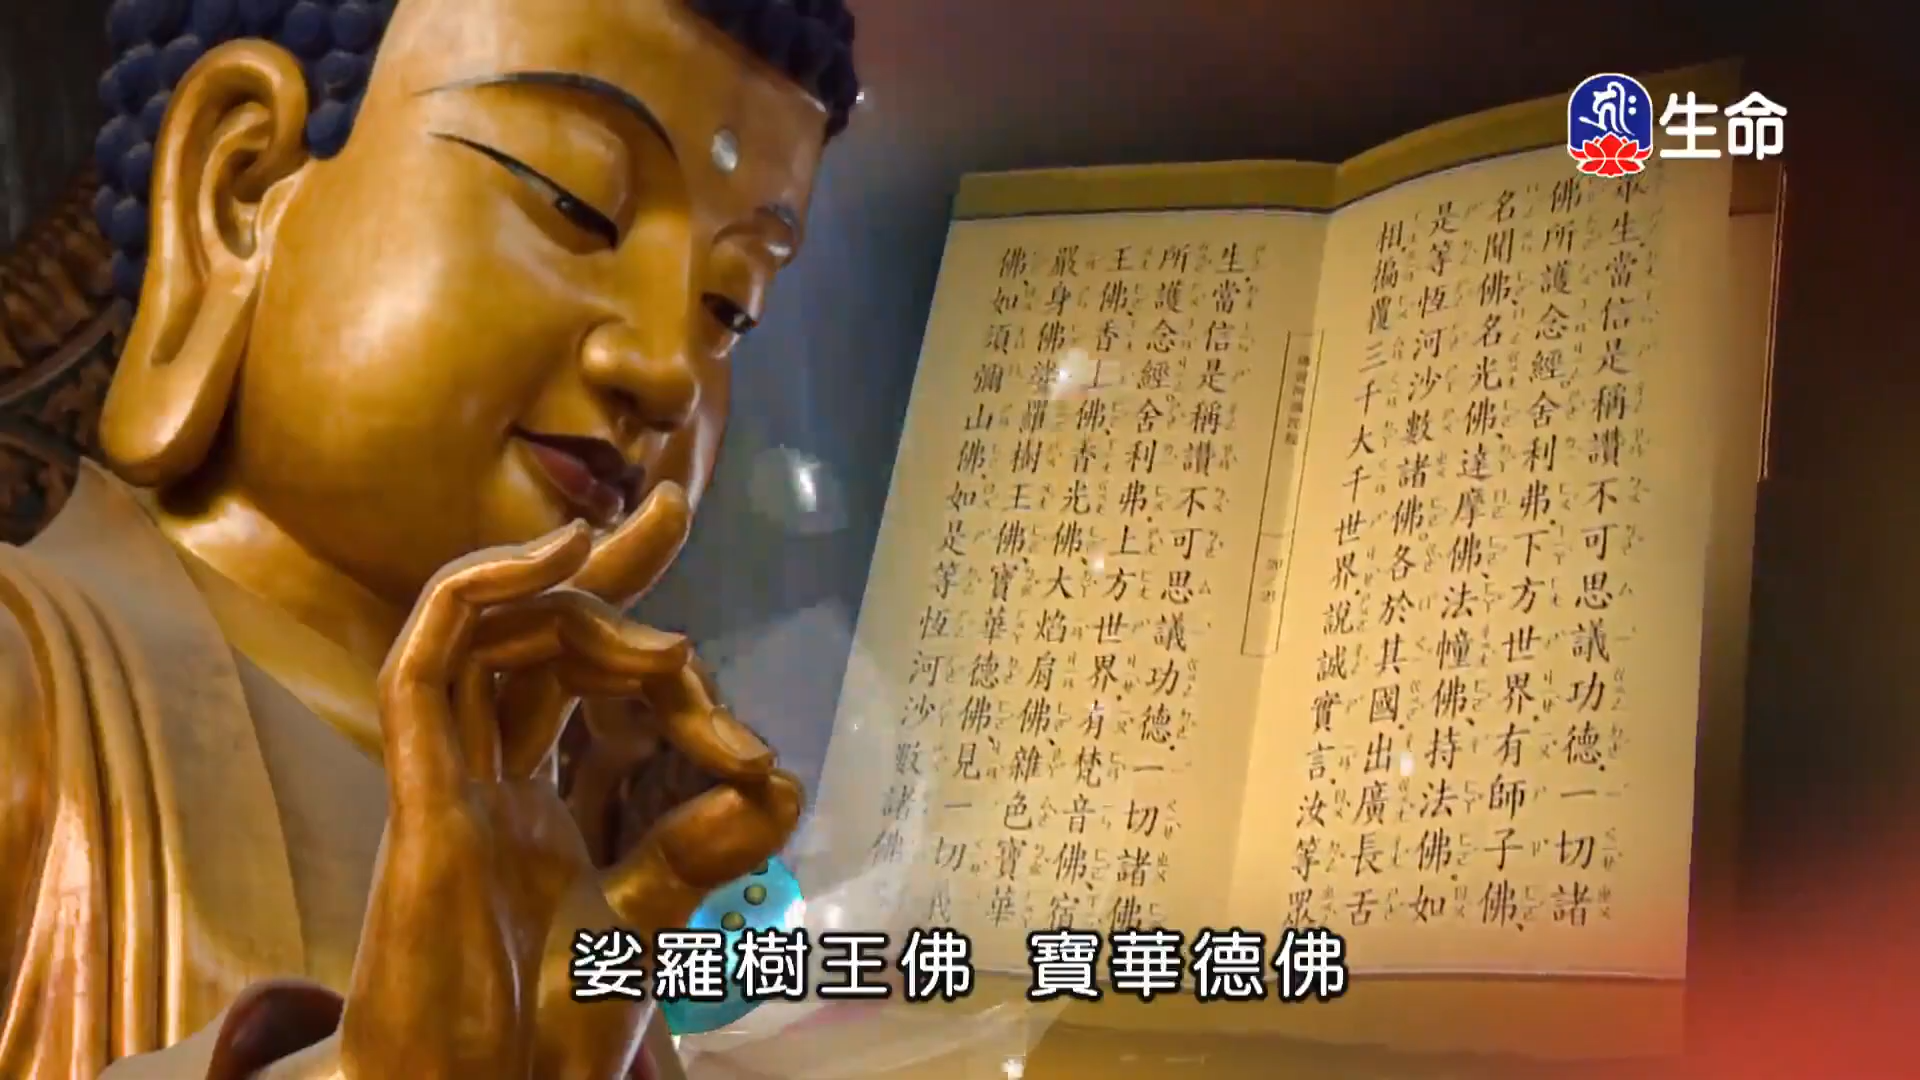 生命
眾生.當信是稱讚不可思議功德.一切諸
佛所護念經.舍利弗.下方世界.有師子佛、
名聞佛、名光佛、達摩佛、法幢佛、持法佛.如
是等恆河沙數諸佛.各於其國.出廣長舌
相.徧覆三千大千世界.說誠實言.汝等眾
生.當信是稱讚不可思議功德.一切諸佛
所護念經.舍利弗.上方世界.有梵音佛、宿
王佛、香上佛、香光佛、大焰肩佛、雜色寶華
嚴身佛、娑羅樹王佛、寶華德佛、見一切義
佛、如須彌山佛.如是等恆河沙數諸佛
娑羅樹王佛 寶華德佛